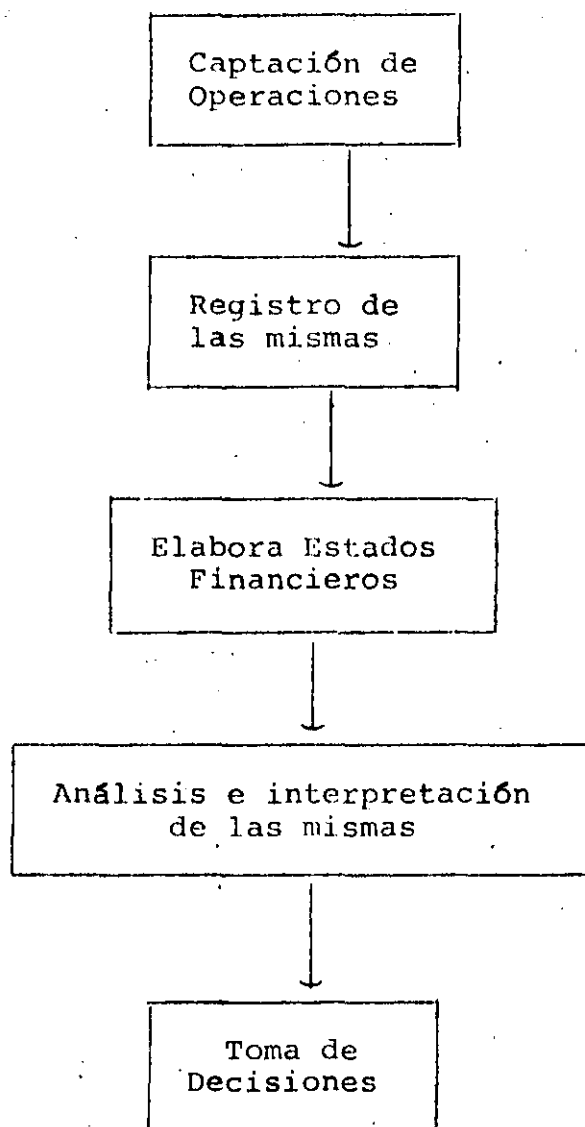 Captación de
Operaciones
Registro de
las mismas
Elabora Estados
Financieros
Análisis e interpretación
de las mismas
Toma de
Decisiones